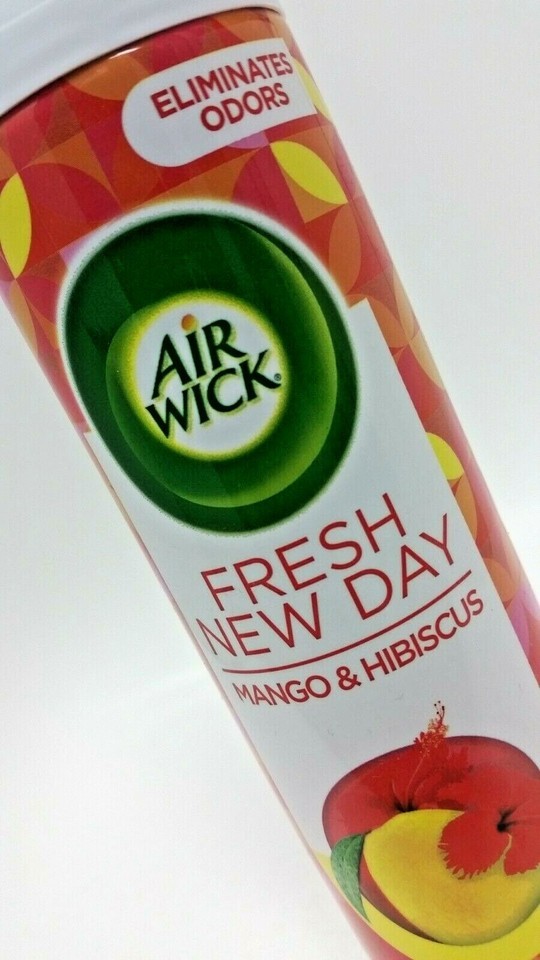 ELIMINATES
ODORS
AiR
WICK®
FRESH
NEW DAY
MANGO & HIBISCUS